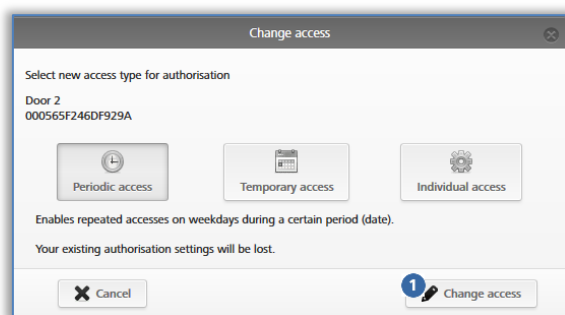 Change access
Select new access type for authorisation
Door 2
000565F246DF929A
Periodic access
Temporary access
Individual access
Enables repeated accesses on weekdays during a certain period (date).
Your existing authorisation settings will be lost.
Cancel
1
Change access